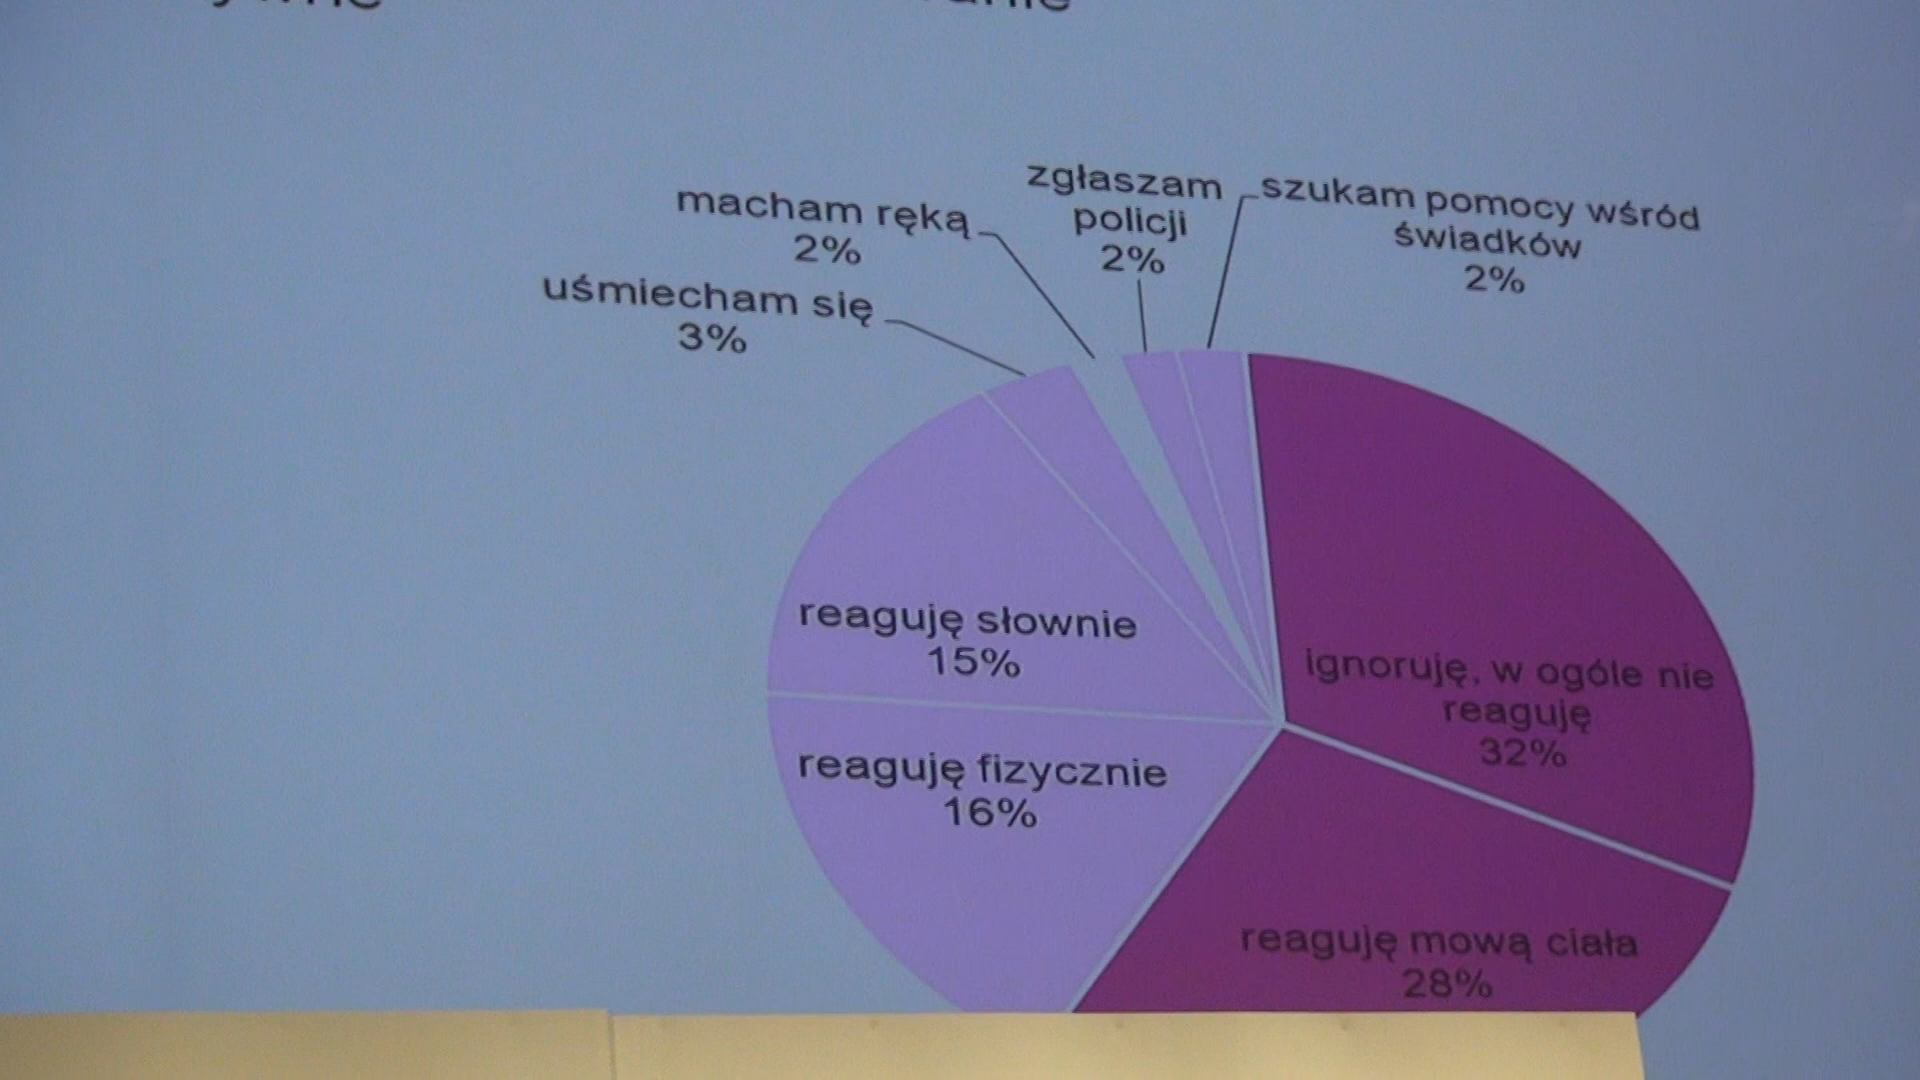 macham ręką
2%
zgłaszam
policji
2%
szukam pomocy wśród
świadków
2%
uśmiecham się
3%
reaguję słownie
15%
ignoruję, w ogóle nie
reaguję
32%
reaguję fizycznie
16%
reaguję mową ciała
28%